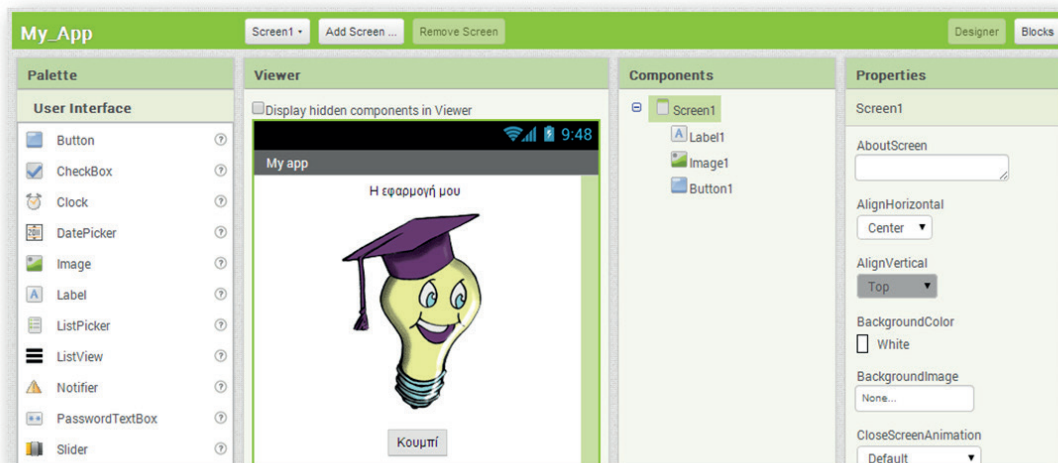 My_App
Screen1
Add Screen ...
Remove Screen
Designer
Blocks
Palette
User Interface
Button
CheckBox
Clock
DatePicker
Image
Label
ListPicker
ListView
Notifier
PasswordTextBox
Slider
Viewer
Display hidden components in Viewer
9:48
My app
Η εφαρμογή μου
Κουμπί
Components
Screen1
Label1
Image1
Button1
Properties
Screen1
AboutScreen
AlignHorizontal
Center
AlignVertical
Top
BackgroundColor
White
BackgroundImage
None...
CloseScreenAnimation
Default